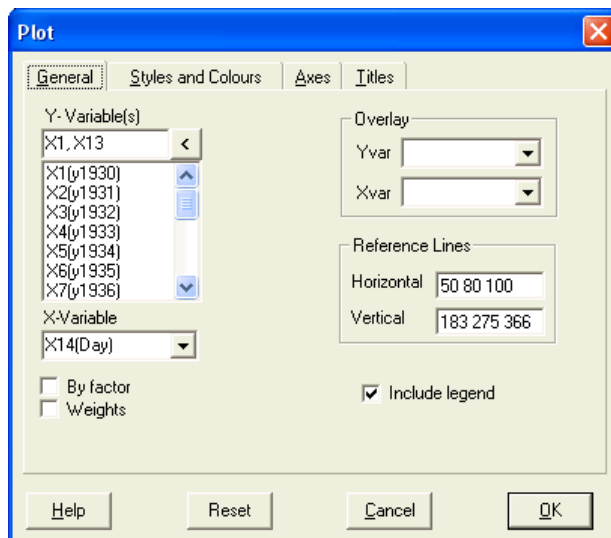 Plot
General Styles and Colours Axes Titles
Y- Variable(s)
X1, X13 <
X1(y1930)
X2(y1931)
X3(y1932)
X4(y1933)
X5(y1934)
X6(y1935)
X7(y1936)
X-Variable
X14(Day)
By factor
Weights
Overlay
Yvar
Xvar
Reference Lines
Horizontal 50 80 100
Vertical 183 275 366
Include legend
Help Reset Cancel OK